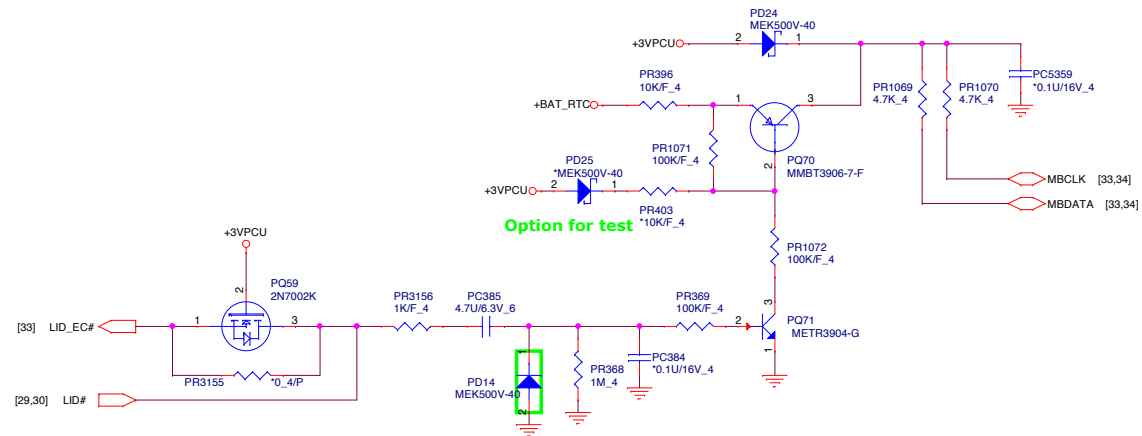 PD24
MEK500V-40
+3VPCU
2
1
PR396
10K/F_4
PR1069
4.7K_4
PR1070
4.7K_4
PC5359
*0.1U/16V_4
+BAT_RTC
1
3
PR1071
100K/F_4
2
PQ70
MMBT3906-7-F
PD25
*MEK500V-40
+3VPCU
2
1
PR403
*10K/F_4
MBCLK [33,34]
MBDATA [33,34]
Option for test
+3VPCU
PR1072
100K/F_4
2
PQ59
2N7002K
PR3156
1K/F_4
PC385
4.7U/6.3V_6
PR369
100K/F_4
3
PQ71
METR3904-G
[33] LID_EC#
1
3
2
1
PR3155
*0_4/P
1
PD14
MEK500V-40
2
PR368
1M_4
PC384
*0.1U/16V_4
[29,30] LID#